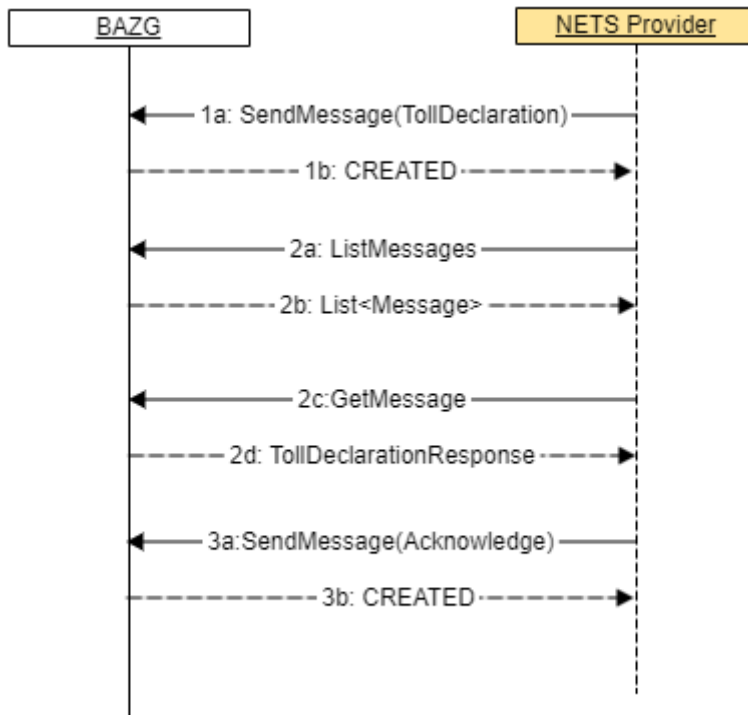 BAZG
NETS Provider
1a: SendMessage(TollDeclaration)
1b: CREATED
2a: ListMessages
2b: List<Message>
2c:GetMessage
2d: TollDeclarationResponse
3a:SendMessage(Acknowledge)
3b: CREATED